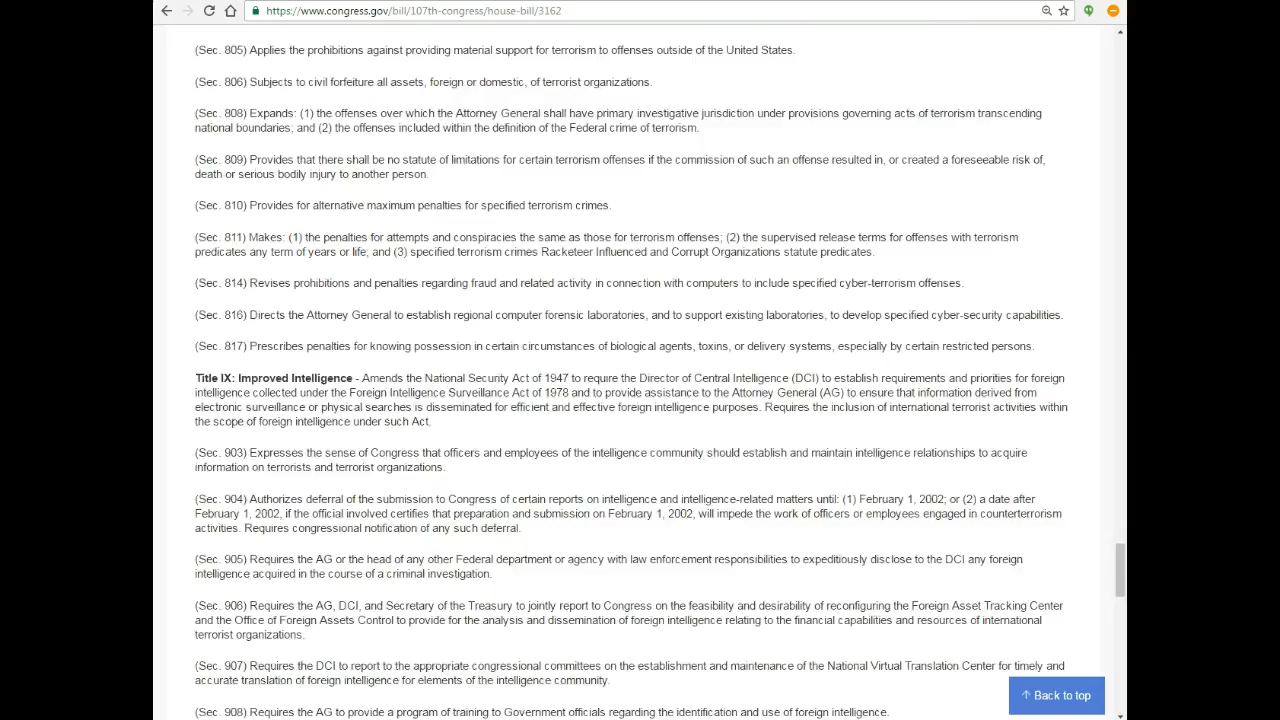 https://www.congress.gov/bill/107th-congress/house-bill/3162
(Sec. 805) Applies the prohibitions against providing material support for terrorism to offenses outside of the United States.
(Sec. 806) Subjects to civil forfeiture all assets, foreign or domestic, of terrorist organizations.
(Sec. 808) Expands: (1) the offenses over which the Attorney General shall have primary investigative jurisdiction under provisions governing acts of terrorism transcending
national boundaries; and (2) the offenses included within the definition of the Federal crime of terrorism.
(Sec. 809) Provides that there shall be no statute of limitations for certain terrorism offenses if the commission of such an offense resulted in, or created a foreseeable risk of,
death or serious bodily injury to another person.
(Sec. 810) Provides for alternative maximum penalties for specified terrorism crimes.
(Sec. 811) Makes: (1) the penalties for attempts and conspiracies the same as those for terrorism offenses; (2) the supervised release terms for offenses with terrorism
predicates any term of years or life; and (3) specified terrorism crimes Racketeer Influenced and Corrupt Organizations statute predicates.
(Sec. 814) Revises prohibitions and penalties regarding fraud and related activity in connection with computers to include specified cyber-terrorism offenses.
(Sec. 816) Directs the Attorney General to establish regional computer forensic laboratories, and to support existing laboratories, to develop specified cyber-security capabilities.
(Sec. 817) Prescribes penalties for knowing possession in certain circumstances of biological agents, toxins, or delivery systems, especially by certain restricted persons.
Title IX: Improved Intelligence - Amends the National Security Act of 1947 to require the Director of Central Intelligence (DCI) to establish requirements and priorities for foreign
intelligence collected under the Foreign Intelligence Surveillance Act of 1978 and to provide assistance to the Attorney General (AG) to ensure that information derived from
electronic surveillance or physical searches is disseminated for efficient and effective foreign intelligence purposes. Requires the inclusion of international terrorist activities within
the scope of foreign intelligence under such Act.
(Sec. 903) Expresses the sense of Congress that officers and employees of the intelligence community should establish and maintain intelligence relationships to acquire
information on terrorists and terrorist organizations.
(Sec. 904) Authorizes deferral of the submission to Congress of certain reports on intelligence and intelligence-related matters until: (1) February 1, 2002; or (2) a date after
February 1, 2002, if the official involved certifies that preparation and submission on February 1, 2002, will impede the work of officers or employees engaged in counterterrorism
activities. Requires congressional notification of any such deferral.
(Sec. 905) Requires the AG or the head of any other Federal department or agency with law enforcement responsibilities to expeditiously disclose to the DCI any foreign
intelligence acquired in the course of a criminal investigation.
(Sec. 906) Requires the AG, DCI, and Secretary of the Treasury to jointly report to Congress on the feasibility and desirability of reconfiguring the Foreign Asset Tracking Center
and the Office of Foreign Assets Control to provide for the analysis and dissemination of foreign intelligence relating to the financial capabilities and resources of international
terrorist organizations.
(Sec. 907) Requires the DCI to report to the appropriate congressional committees on the establishment and maintenance of the National Virtual Translation Center for timely and
accurate translation of foreign intelligence for elements of the intelligence community.
Back to top
(Sec. 908) Requires the AG to provide a program of training to Government officials regarding the identification and use of foreign intelligence.